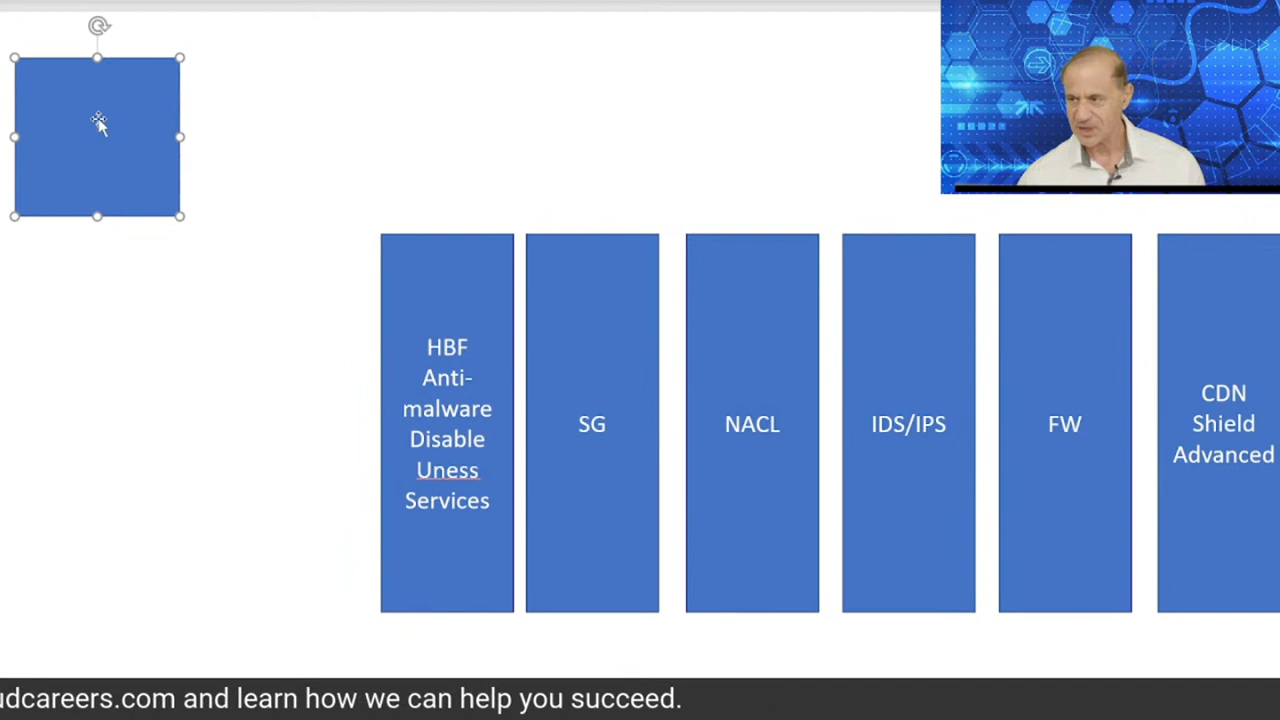 HBF
Anti-
malware
Disable
Uness
Services
SG
NACL
IDS/IPS
FW
CDN
Shield
Advanced
udcareers.com and learn how we can help you succeed.